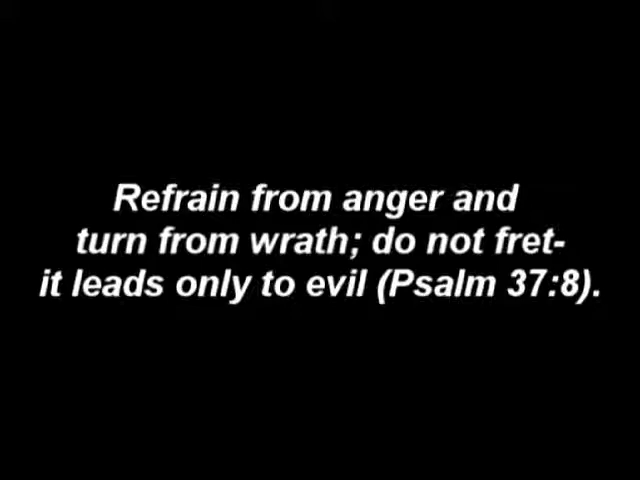 Refrain from anger and
turn from wrath; do not fret-
it leads only to evil (Psalm 37:8).